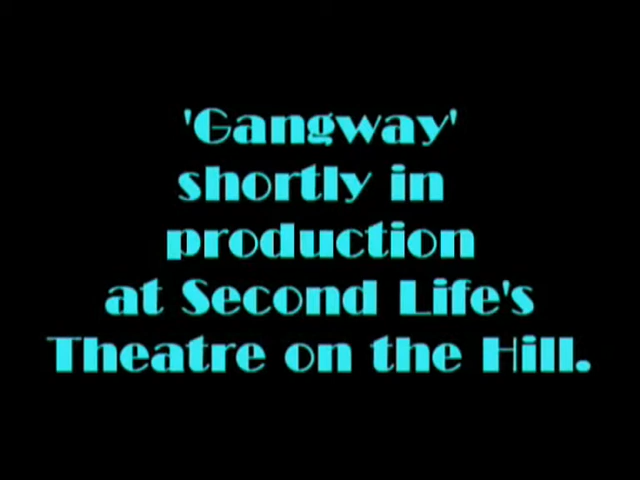 'Gangway'
shortly in
production
at Second Life's
Theatre on the Hill.